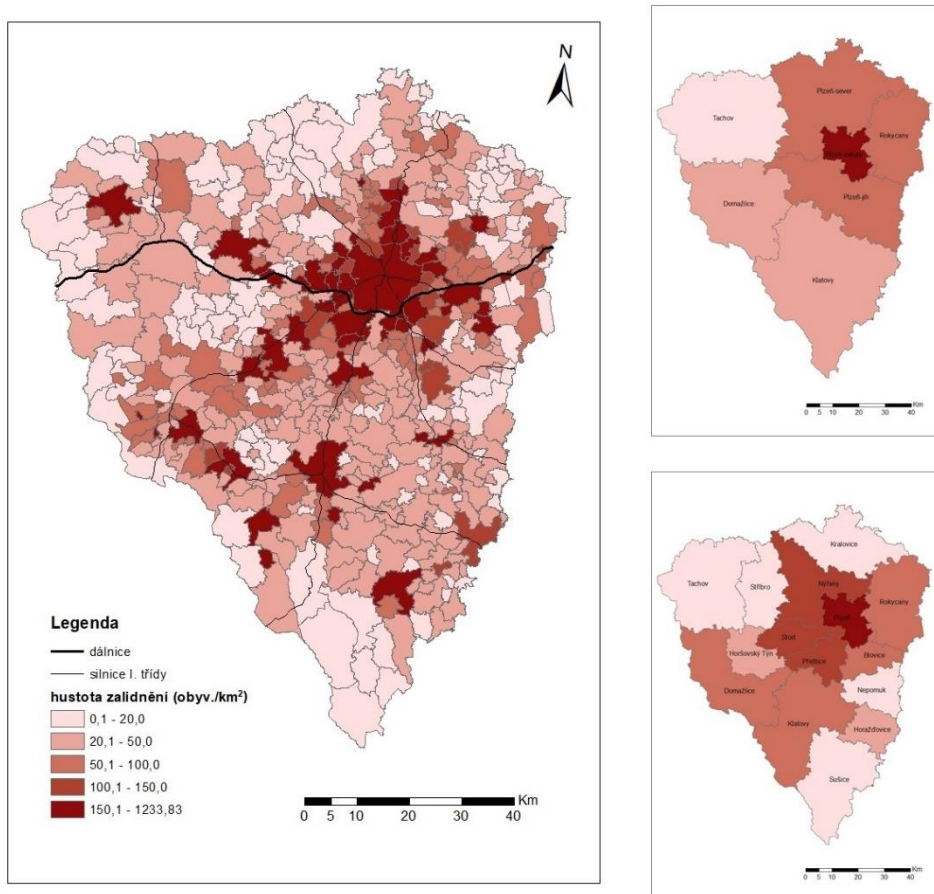 N
Legenda
dálnice
silnice I. třídy
hustota zalidnění (obyv./km²)
0,1 - 20,0
20,1 - 50,0
50,1 - 100,0
100,1 - 150,0
150,1 - 1233,83
Km
0 5 10 20 30 40
Plzeň-sever
Tachov
Rokycany
Plzeň-jih
Domažlice
Klatovy
Km
0 5 10 20 30 40
Kralovice
Tachov
Stříbro
Nýřany
Rokycany
Plzeň
Stod
Horšovský Týn
Přeštice
Blovice
Domažlice
Nepomuk
Klatovy
Horažďovice
Sušice
Km
0 5 10 20 30 40